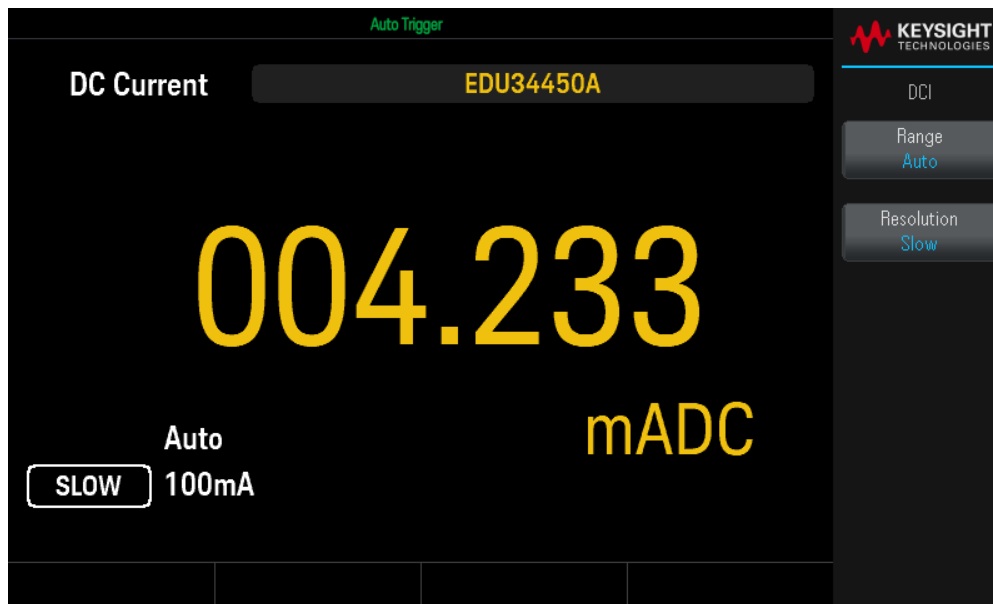 Auto Trigger
KEYSIGHT
TECHNOLOGIES
DC Current EDU34450A
DCI
Range
Auto
Resolution
Slow
004.233
mADC
Auto
SLOW 100mA